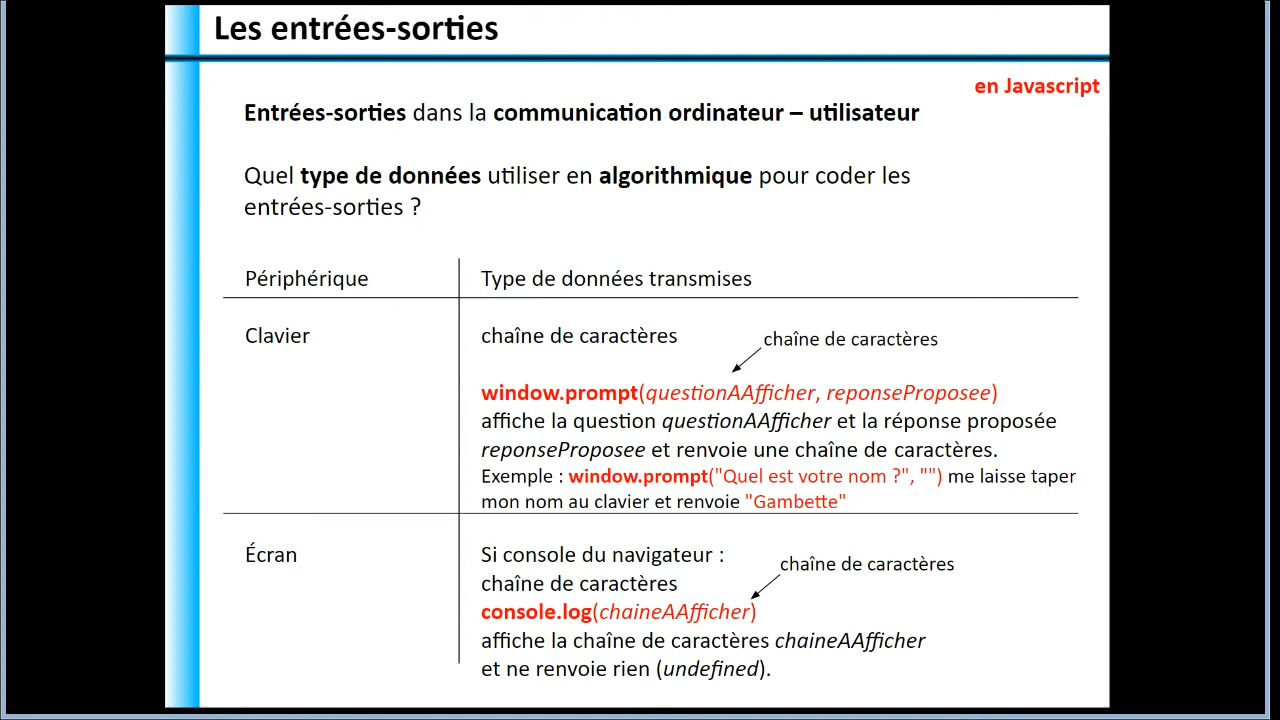 Les entrées-sorties
en Javascript
Entrées-sorties dans la communication ordinateur – utilisateur
Quel type de données utiliser en algorithmique pour coder les
entrées-sorties ?
Périphérique
Type de données transmises
Clavier
chaîne de caractères
chaîne de caractères
window.prompt(questionAAfficher, reponseProposee)
affiche la question questionAAfficher et la réponse proposée
reponseProposee et renvoie une chaîne de caractères.
Exemple : window.prompt("Quel est votre nom ?", "") me laisse taper
mon nom au clavier et renvoie "Gambette"
Écran
Si console du navigateur :
chaîne de caractères
chaîne de caractères
console.log(chaineAAfficher)
affiche la chaîne de caractères chaineAAfficher
et ne renvoie rien (undefined).